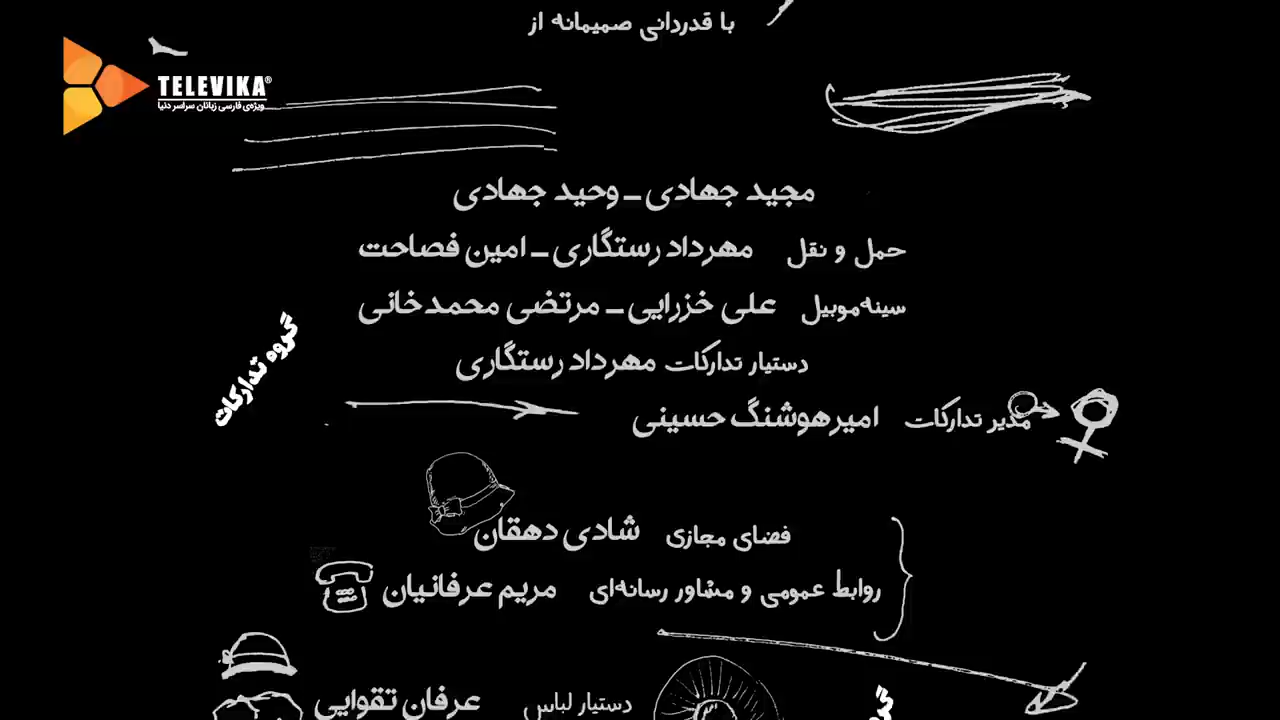 با قدردانی صمیمانه از
TELEVIKA®
ویژه‌ی فارسی زبانان سراسر دنیا
مجید جهادی ـ وحید جهادی
حمل و نقل مهرداد رستگاری ـ امین فصاحت
سینه‌موبیل علی خزرایی ـ مرتضی محمدخانی
دستیار تدارکات مهرداد رستگاری
مدیر تدارکات امیرهوشنگ حسینی
گروه تدارکات
فضای مجازی شادی دهقان
روابط عمومی و مشاور رسانه‌ای مریم عرفانیان
دستیار لباس عرفان تقوایی